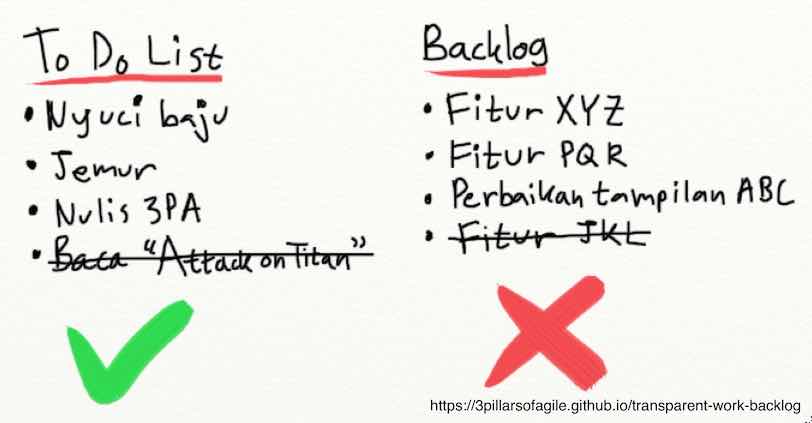 To Do List
• Nyuci baju
• Jemur
• Nulis 3PA
• Baca "Attack on Titan"
Backlog
• Fitur XYZ
• Fitur PQR
• Perbaikan tampilan ABC
• Fitur JKL
https://3pillarsofagile.github.io/transparent-work-backlog